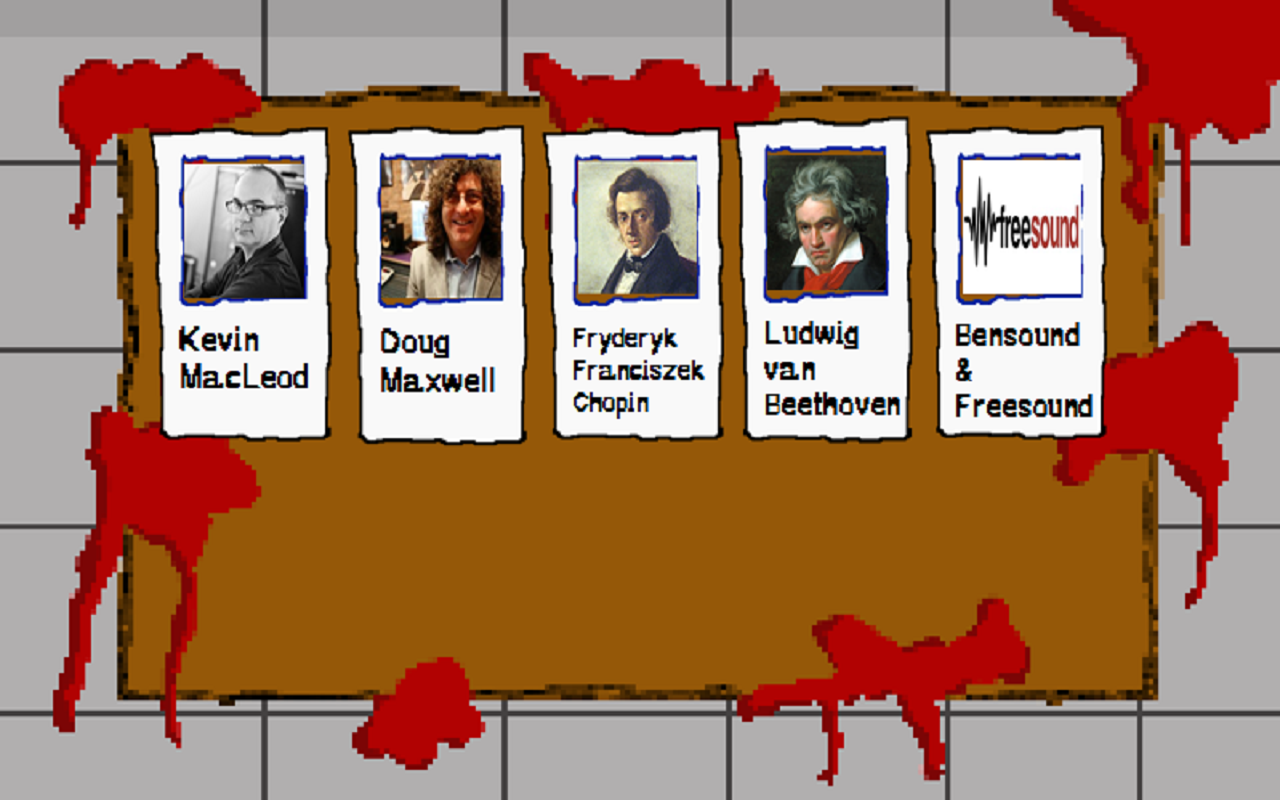 Kevin
MacLeod
Doug
Maxwell
Fryderyk
Franciszek
Chopin
Ludwig
van
Beethoven
freesound
Bensound
&
Freesound